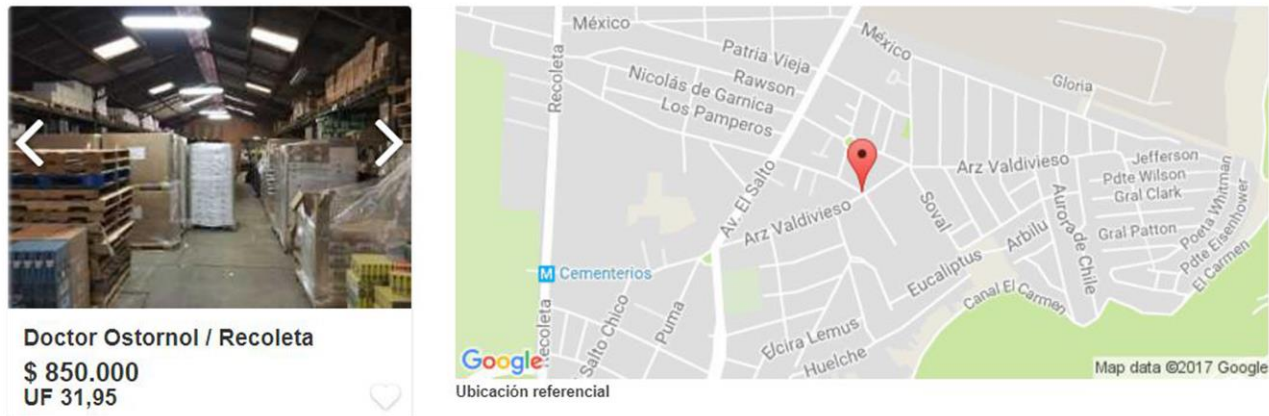 Doctor Ostornol / Recoleta
$ 850.000
UF 31,95
México
México
Patria Vieja
Recoleta
Rawson
Nicolás de Garnica
Los Pamperos
Gloria
Av. El Salto
Arz Valdivieso
Arz Valdivieso
Jefferson
Pdte Wilson
Gral Clark
Gral Patton
Poeta Whitman
Pdte Eisenhower
El Carmen
Soval
Arbilu
Aurora de Chile
Eucaliptus
Canal El Carmen
M Cementerios
Recoleta
Salto Chico
Puma
Elcira Lemus
Huelche
Google
Map data ©2017 Google
Ubicación referencial